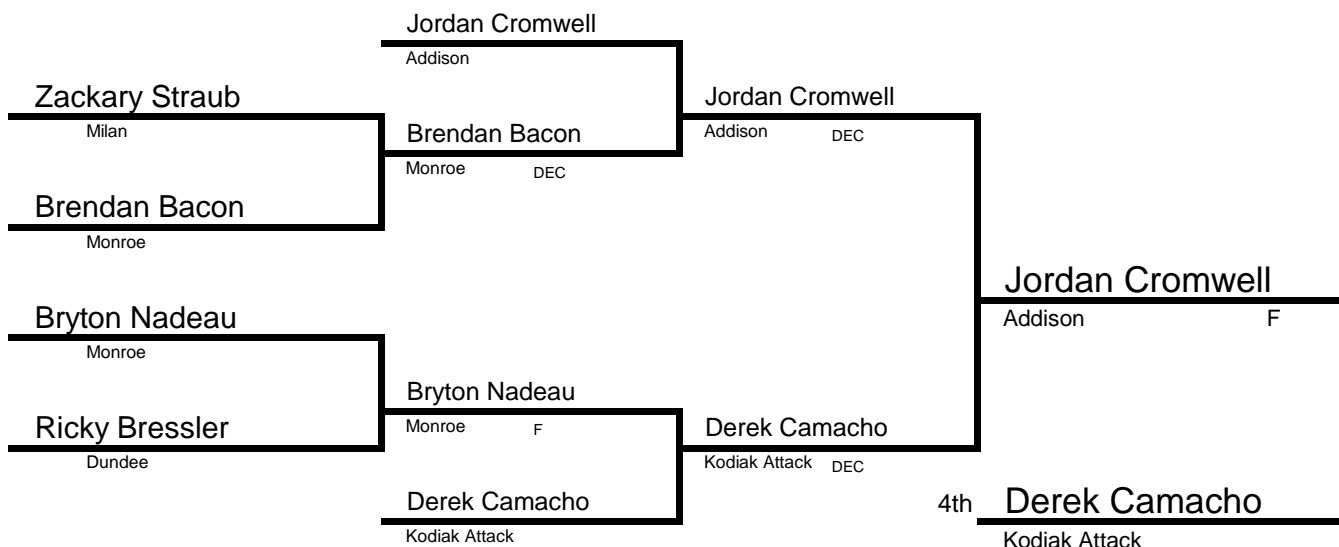 Jordan Cromwell
Addison
Zackary Straub
Milan
Jordan Cromwell
Addison DEC
Brendan Bacon
Monroe DEC
Brendan Bacon
Monroe
Jordan Cromwell
Addison F
Bryton Nadeau
Monroe
Bryton Nadeau
Monroe F
Ricky Bressler
Dundee
Derek Camacho
Kodiak Attack DEC
Derek Camacho
Kodiak Attack
4th Derek Camacho
Kodiak Attack